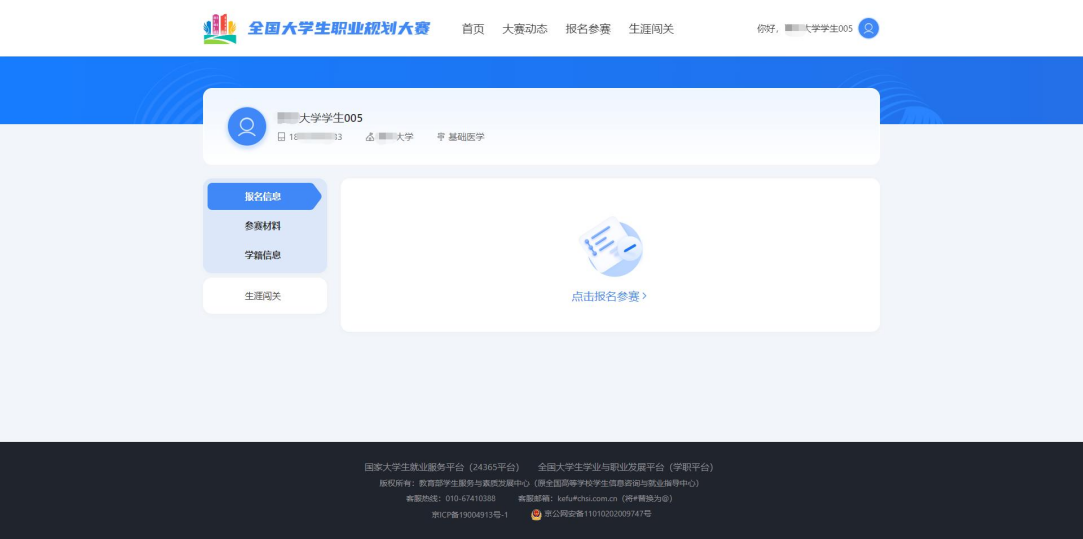 全国大学生职业规划大赛 首页 大赛动态 报名参赛 生涯闯关 你好, 大学学生005
大学学生005
18 33 大学 基础医学
报名信息
参赛材料
学籍信息
生涯闯关
点击报名参赛 >
国家大学生就业服务平台（24365平台） 全国大学生学业与职业发展平台（学职平台）
版权所有：教育部学生服务与素质发展中心（原全国高等学校学生信息咨询与就业指导中心）
客服热线：010-67410388 客服邮箱：kefu#chsi.com.cn（将#替换为@）
京ICP备19004913号-1 京公网安备11010202009747号